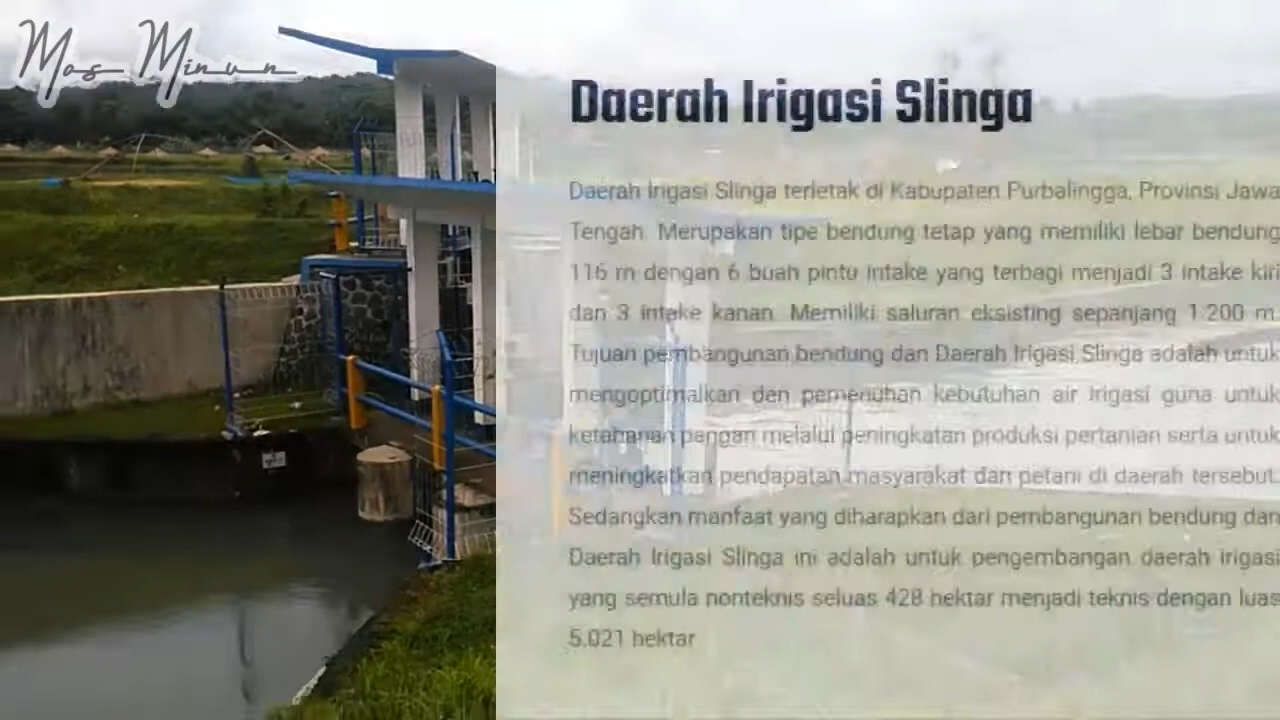 Mas Minun
Daerah Irigasi Slinga
Daerah Irigasi Slinga terletak di Kabupaten Purbalingga, Provinsi Jawa
Tengah. Merupakan tipe bendung tetap yang memiliki lebar bendung
116 m dengan 6 buah pintu intake yang terbagi menjadi 3 intake kiri
dan 3 intake kanan. Memiliki saluran eksisting sepanjang 1.200 m.
Tujuan pembangunan bendung dan Daerah Irigasi Slinga adalah untuk
mengoptimalkan den pemenuhan kebutuhan air Irigasi guna untuk
ketahanan pangan melalui peningkatan produksi pertanian serta untuk
meningkatkan pendapatan masyarakat dan petani di daerah tersebut.
Sedangkan manfaat yang diharapkan dari pembangunan bendung dan
Daerah Irigasi Slinga ini adalah untuk pengembangan daerah irigasi
yang semula nonteknis seluas 428 hektar menjadi teknis dengan luas
5.021 hektar